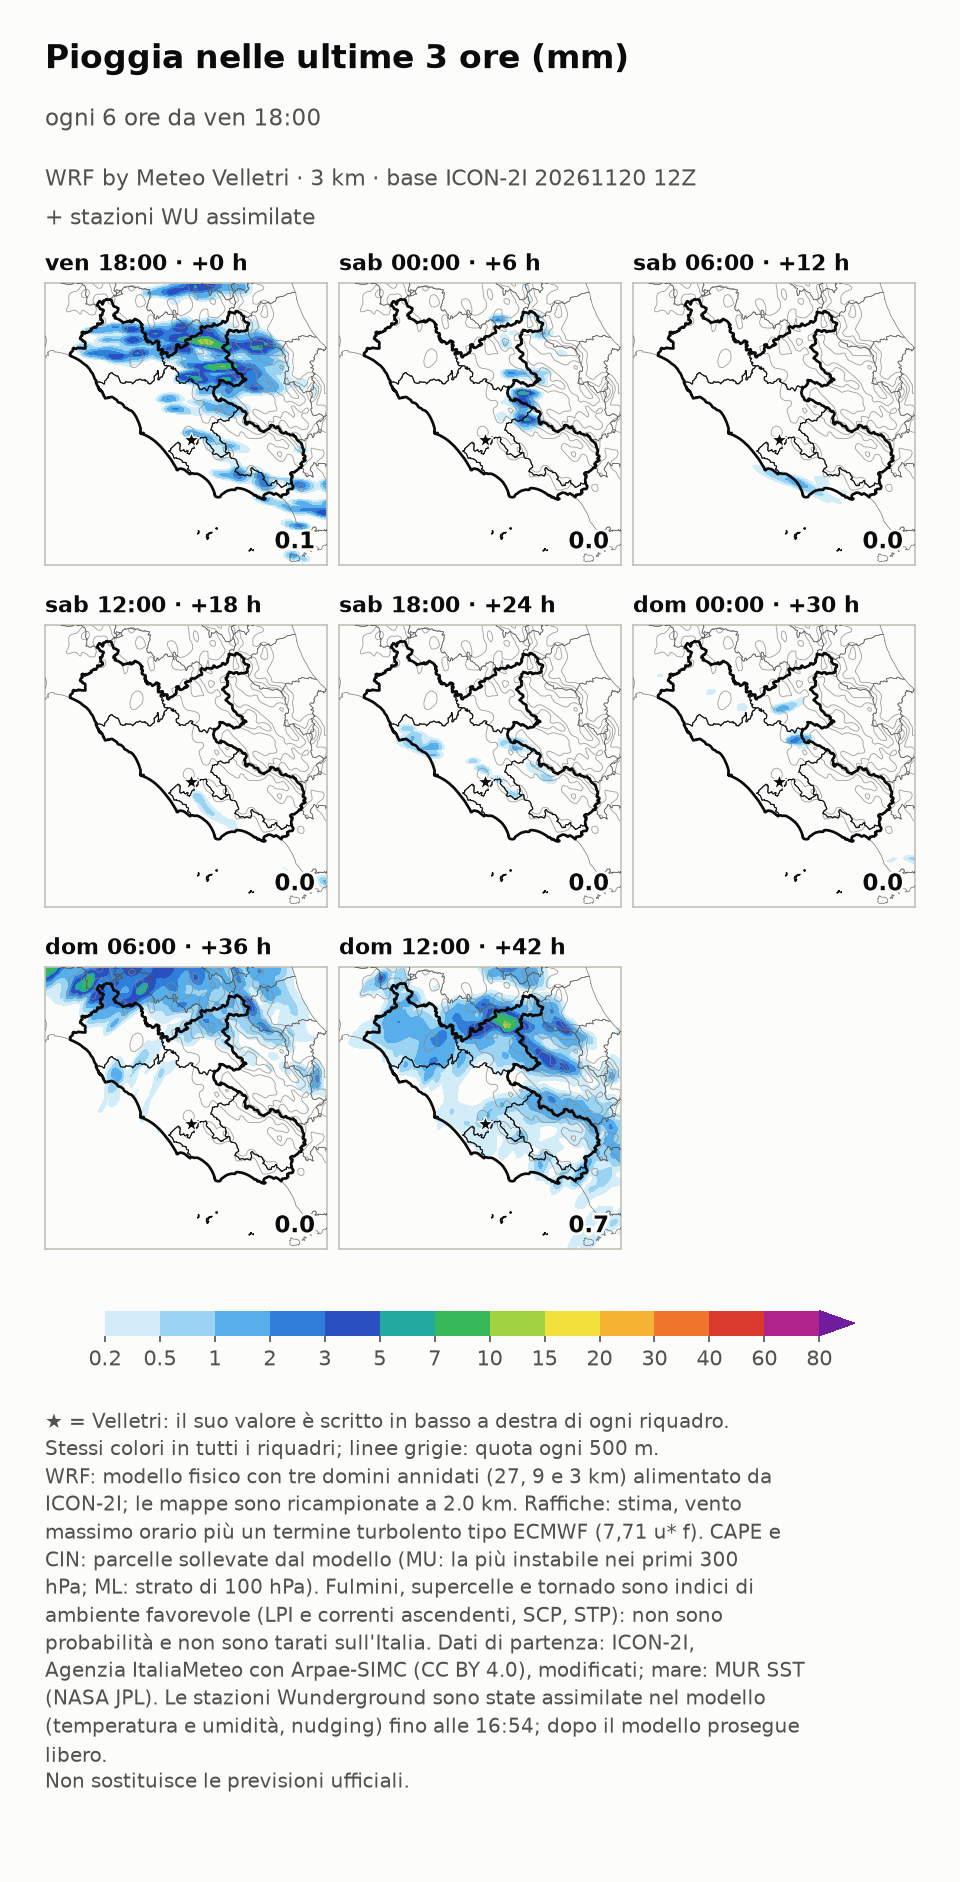 Pioggia nelle ultime 3 ore (mm)
ogni 6 ore da ven 18:00
WRF by Meteo Velletri · 3 km · base ICON-2I 20261120 12Z
+ stazioni WU assimilate
ven 18:00 · +0 h
sab 00:00 · +6 h
sab 06:00 · +12 h
0.1
0.0
0.0
sab 12:00 · +18 h
sab 18:00 · +24 h
dom 00:00 · +30 h
0.0
0.0
0.0
dom 06:00 · +36 h
dom 12:00 · +42 h
0.0
0.7
0.2 0.5 1 2 3 5 7 10 15 20 30 40 60 80
★ = Velletri: il suo valore è scritto in basso a destra di ogni riquadro.
Stessi colori in tutti i riquadri; linee grigie: quota ogni 500 m.
WRF: modello fisico con tre domini annidati (27, 9 e 3 km) alimentato da
ICON-2I; le mappe sono ricampionate a 2.0 km. Raffiche: stima, vento
massimo orario più un termine turbolento tipo ECMWF (7,71 u* f). CAPE e
CIN: parcelle sollevate dal modello (MU: la più instabile nei primi 300
hPa; ML: strato di 100 hPa). Fulmini, supercelle e tornado sono indici di
ambiente favorevole (LPI e correnti ascendenti, SCP, STP): non sono
probabilità e non sono tarati sull'Italia. Dati di partenza: ICON-2I,
Agenzia ItaliaMeteo con Arpae-SIMC (CC BY 4.0), modificati; mare: MUR SST
(NASA JPL). Le stazioni Wunderground sono state assimilate nel modello
(temperatura e umidità, nudging) fino alle 16:54; dopo il modello prosegue
libero.
Non sostituisce le previsioni ufficiali.